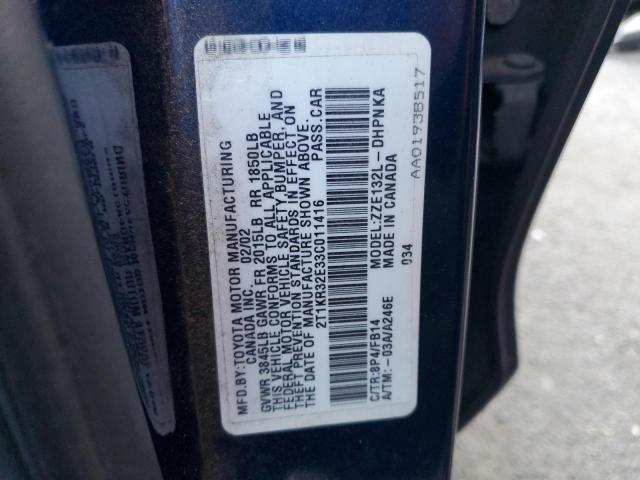 MFD.BY: TOYOTA MOTOR MANUFACTURING
CANADA INC. 02/02
GVWR 3845LB GAWR FR 2015LB RR 1850LB
THIS VEHICLE CONFORMS TO ALL APPLICABLE
FEDERAL MOTOR VEHICLE SAFETY,BUMPER, AND
THEFT PREVENTION STANDARDS IN EFFECT ON
THE DATE OF MANUFACTURE SHOWN ABOVE.
2T1KR32E33C011416 PASS.CAR
C/TR:8P4/FB14 MODEL:ZZE132L- DHPNKA
A/TM: -03A/A246E MADE IN CANADA
034
AA01938517